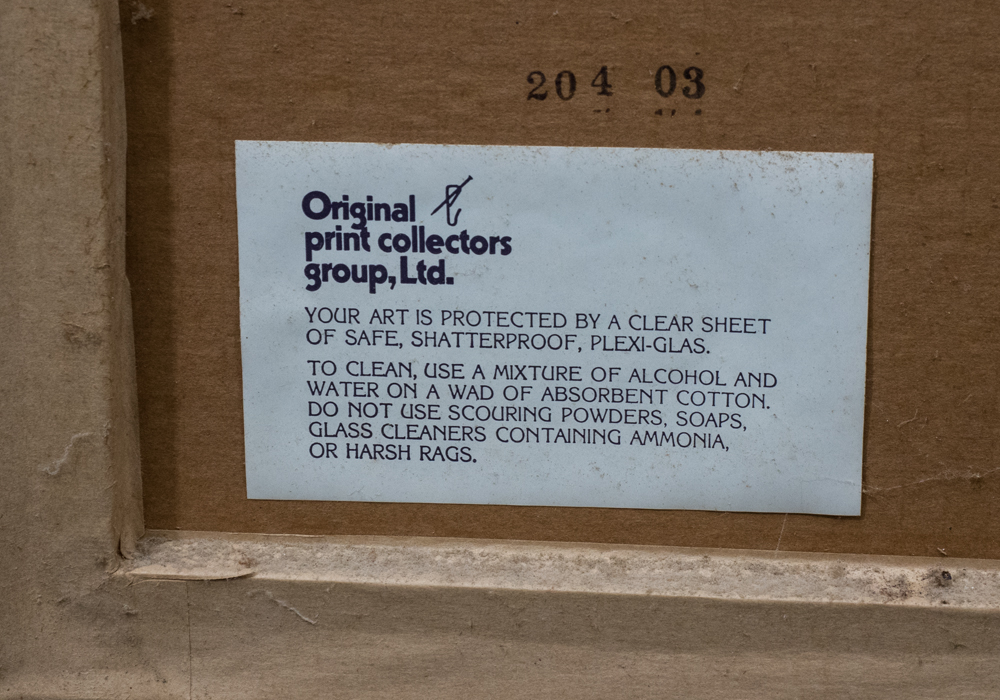 204 03
Original
print collectors
group, Ltd.
YOUR ART IS PROTECTED BY A CLEAR SHEET
OF SAFE, SHATTERPROOF, PLEXI-GLAS.
TO CLEAN, USE A MIXTURE OF ALCOHOL AND
WATER ON A WAD OF ABSORBENT COTTON.
DO NOT USE SCOURING POWDERS, SOAPS,
GLASS CLEANERS CONTAINING AMMONIA,
OR HARSH RAGS.